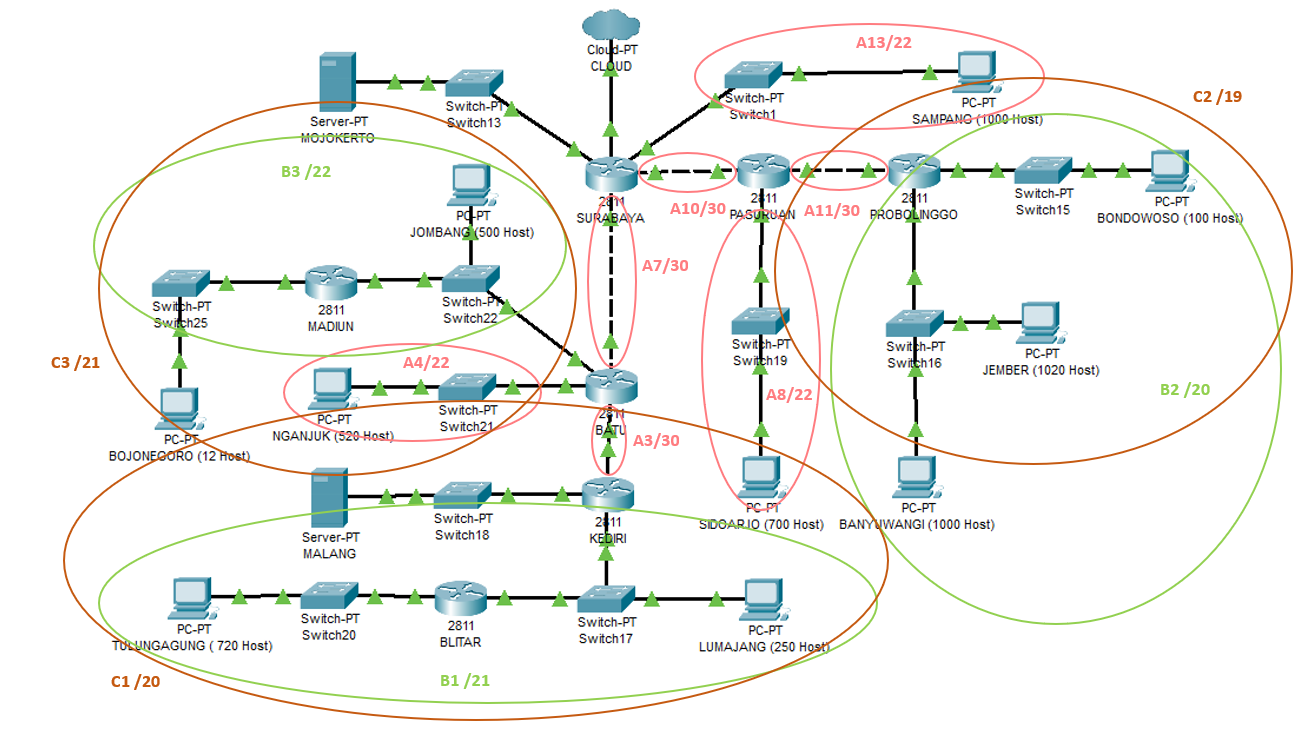 Cloud-PT
CLOUD
A13/22
Switch-PT
Switch1
PC-PT
SAMPANG (1000 Host)
C2 /19
Server-PT
MOJOKERTO
Switch-PT
Switch13
B3 /22
PC-PT
JOMBANG (500 Host)
2811
SURABAYA
A10/30
2811
PASURUAN
A11/30
2811
PROBOLINGGO
Switch-PT
Switch15
PC-PT
BONDOWOSO (100 Host)
A7/30
Switch-PT
Switch25
2811
MADIUN
Switch-PT
Switch22
Switch-PT
Switch19
Switch-PT
Switch16
PC-PT
JEMBER (1020 Host)
C3 /21
A4/22
A8/22
B2 /20
PC-PT
NGANJUK (520 Host)
Switch-PT
Switch21
2811
BATU
A3/30
PC-PT
BOJONEGORO (12 Host)
Server-PT
MALANG
Switch-PT
Switch18
2811
KEDIRI
PC-PT
SIDOARJO (700 Host)
PC-PT
BANYUWANGI (1000 Host)
PC-PT
TULUNGAGUNG ( 720 Host)
Switch-PT
Switch20
2811
BLITAR
Switch-PT
Switch17
PC-PT
LUMAJANG (250 Host)
C1 /20
B1 /21